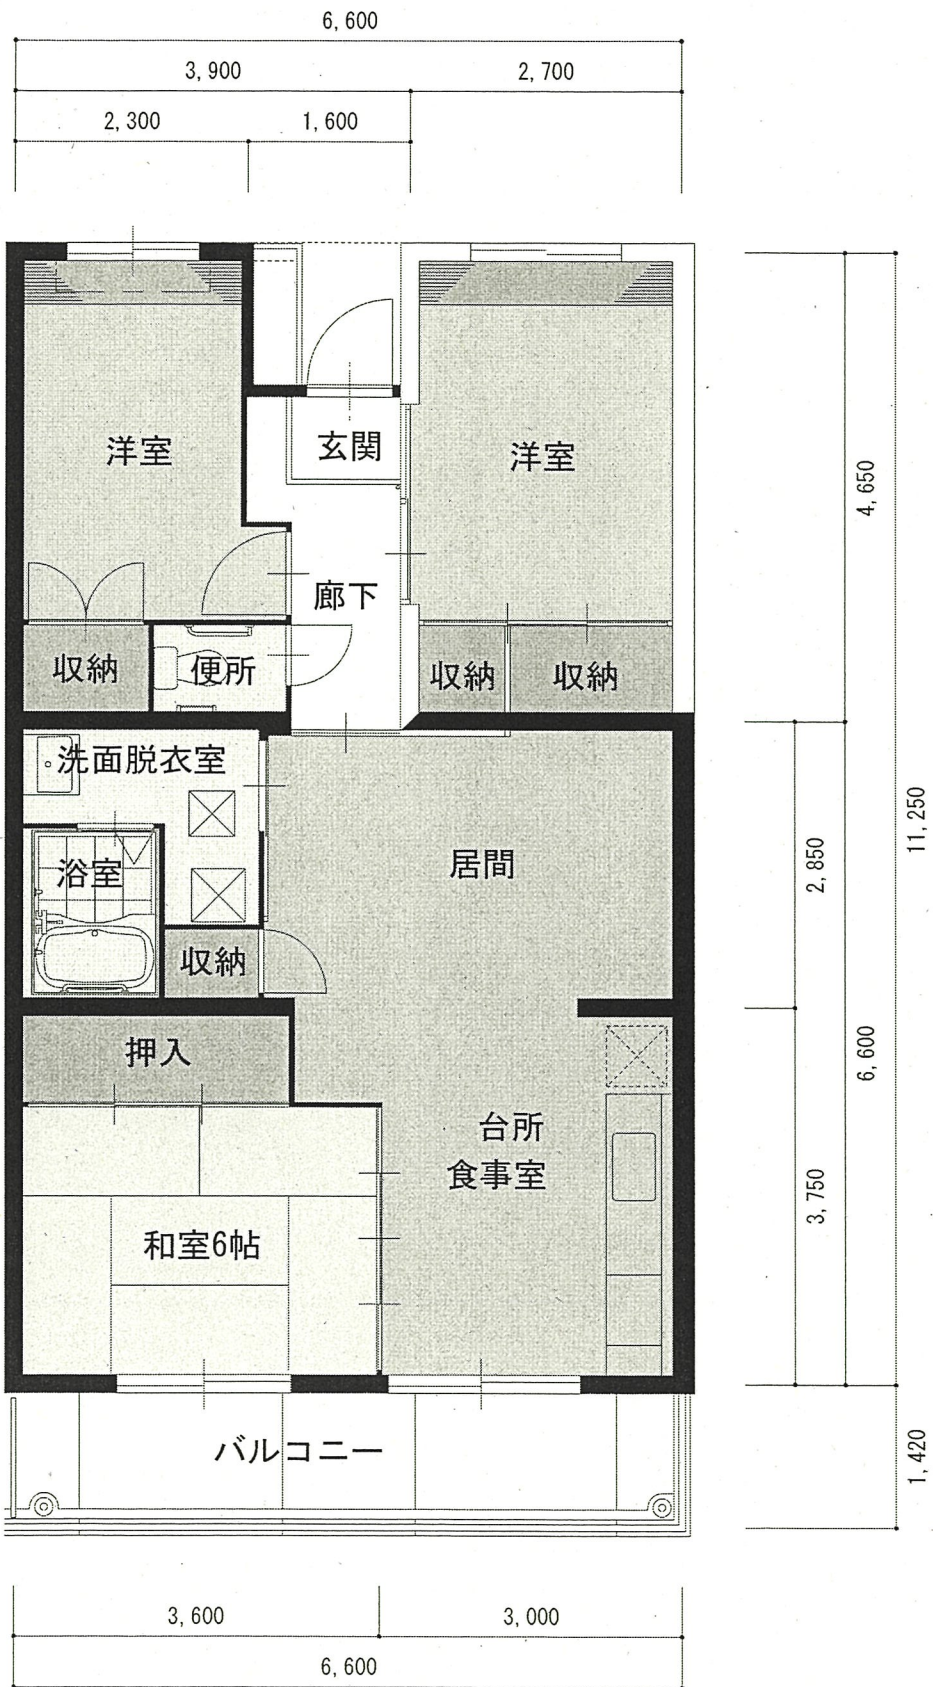 6,600
3,900
2,700
2,300
1,600
洋室
玄関
洋室
4,650
廊下
収納
便所
収納
収納
洗面脱衣室
浴室
居間
2,850
11,250
収納
押入
台所
食事室
6,600
和室6帖
3,750
バルコニー
1,420
3,600
3,000
6,600